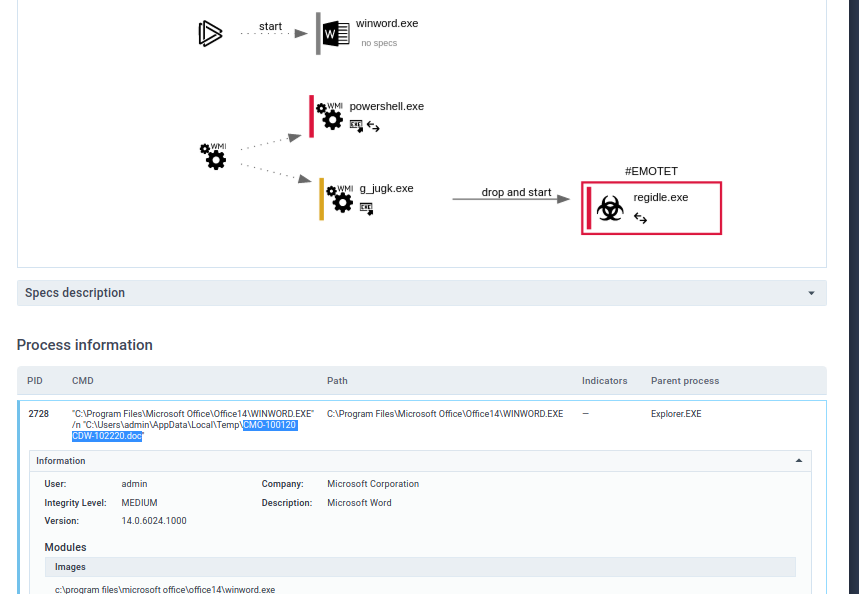 start
winword.exe
no specs
WMI
powershell.exe
WMI
WMI
g_jugk.exe
drop and start
#EMOTET
regidle.exe
Specs description
Process information
PID CMD Path Indicators Parent process
2728 "C:\Program Files\Microsoft Office\Office14\WINWORD.EXE" C:\Program Files\Microsoft Office\Office14\WINWORD.EXE — Explorer.EXE
/n "C:\Users\admin\AppData\Local\Temp\CMO-100120
CDW-102220.doc"
Information
User: admin Company: Microsoft Corporation
Integrity Level: MEDIUM Description: Microsoft Word
Version: 14.0.6024.1000
Modules
Images
c:\program files\microsoft office\office14\winword.exe